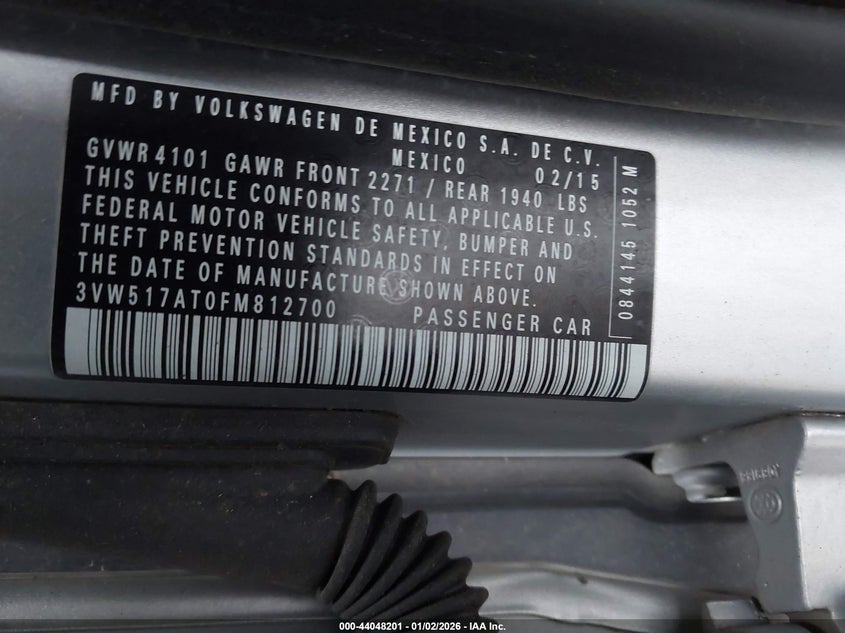 MFD BY VOLKSWAGEN DE MEXICO S.A. DE C.V.
MEXICO 02/15
GVWR 4101 GAWR FRONT 2271 / REAR 1940 LBS
THIS VEHICLE CONFORMS TO ALL APPLICABLE U.S.
FEDERAL MOTOR VEHICLE SAFETY, BUMPER AND
THEFT PREVENTION STANDARDS IN EFFECT ON
THE DATE OF MANUFACTURE SHOWN ABOVE.
3VW517AT0FM812700 PASSENGER CAR
0844145 1052 M
000-44048201 - 01/02/2026 - IAA Inc.